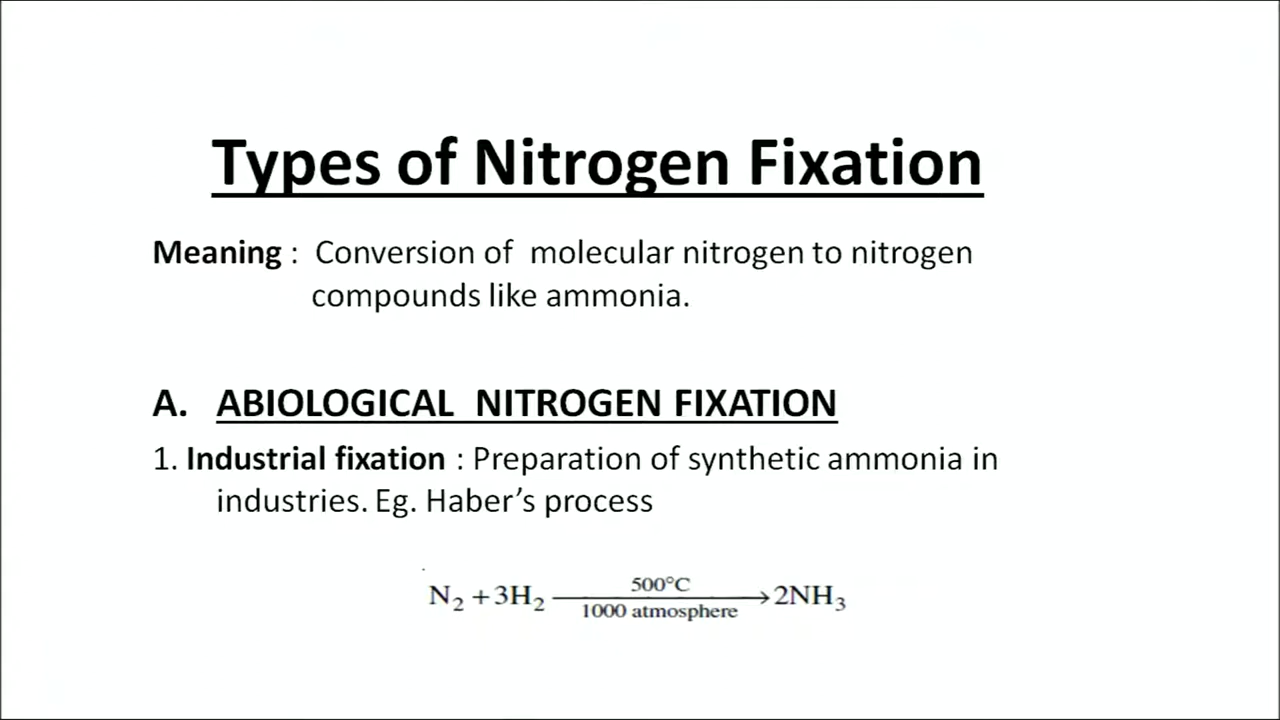 Types of Nitrogen Fixation
Meaning : Conversion of molecular nitrogen to nitrogen
compounds like ammonia.
A. ABIOLOGICAL NITROGEN FIXATION
1. Industrial fixation : Preparation of synthetic ammonia in
industries. Eg. Haber’s process
500°C
N₂ + 3H₂ ⟶ 2NH₃
1000 atmosphere